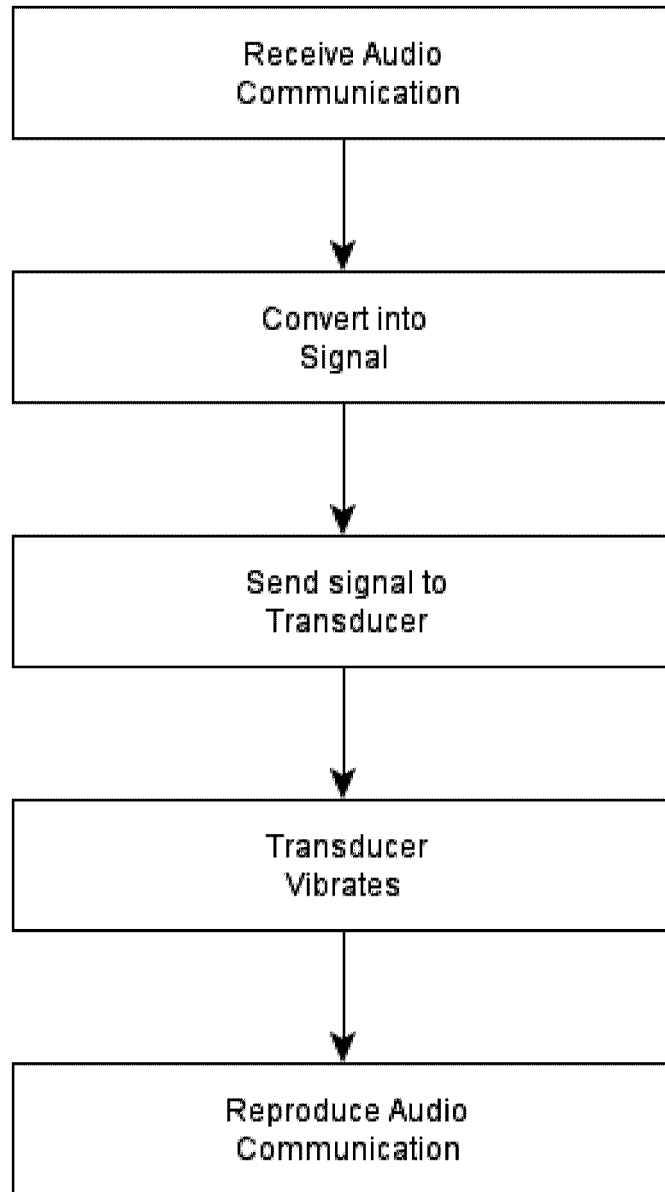 Receive Audio
Communication
Convert into
Signal
Send signal to
Transducer
Transducer
Vibrates
Reproduce Audio
Communication